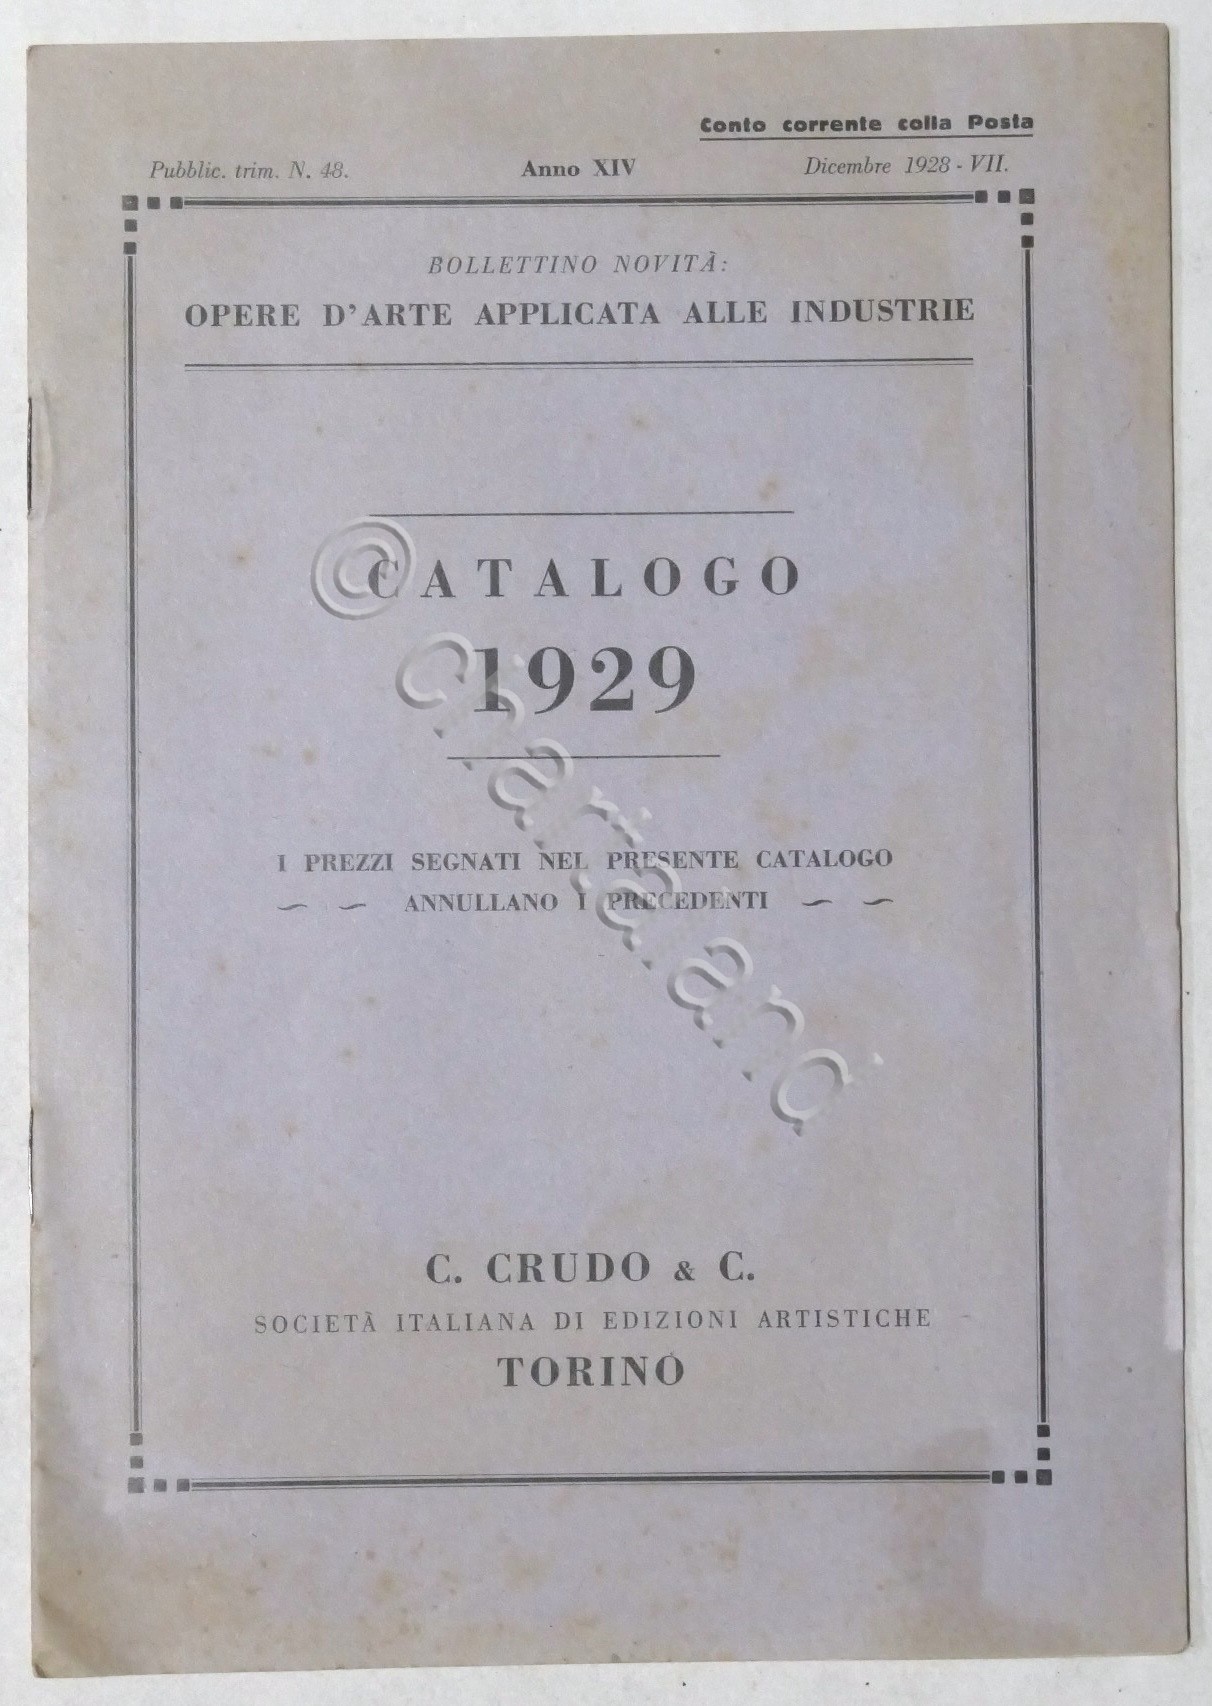 Conto corrente colla Posta
Pubblic. trim. N. 48. Anno XIV Dicembre 1928 - VII.
BOLLETTINO NOVITÀ:
OPERE D'ARTE APPLICATA ALLE INDUSTRIE
CATALOGO
1929
I PREZZI SEGNATI NEL PRESENTE CATALOGO
ANNULLANO I PRECEDENTI
C. CRUDO & C.
SOCIETÀ ITALIANA DI EDIZIONI ARTISTICHE
TORINO
© chartaland